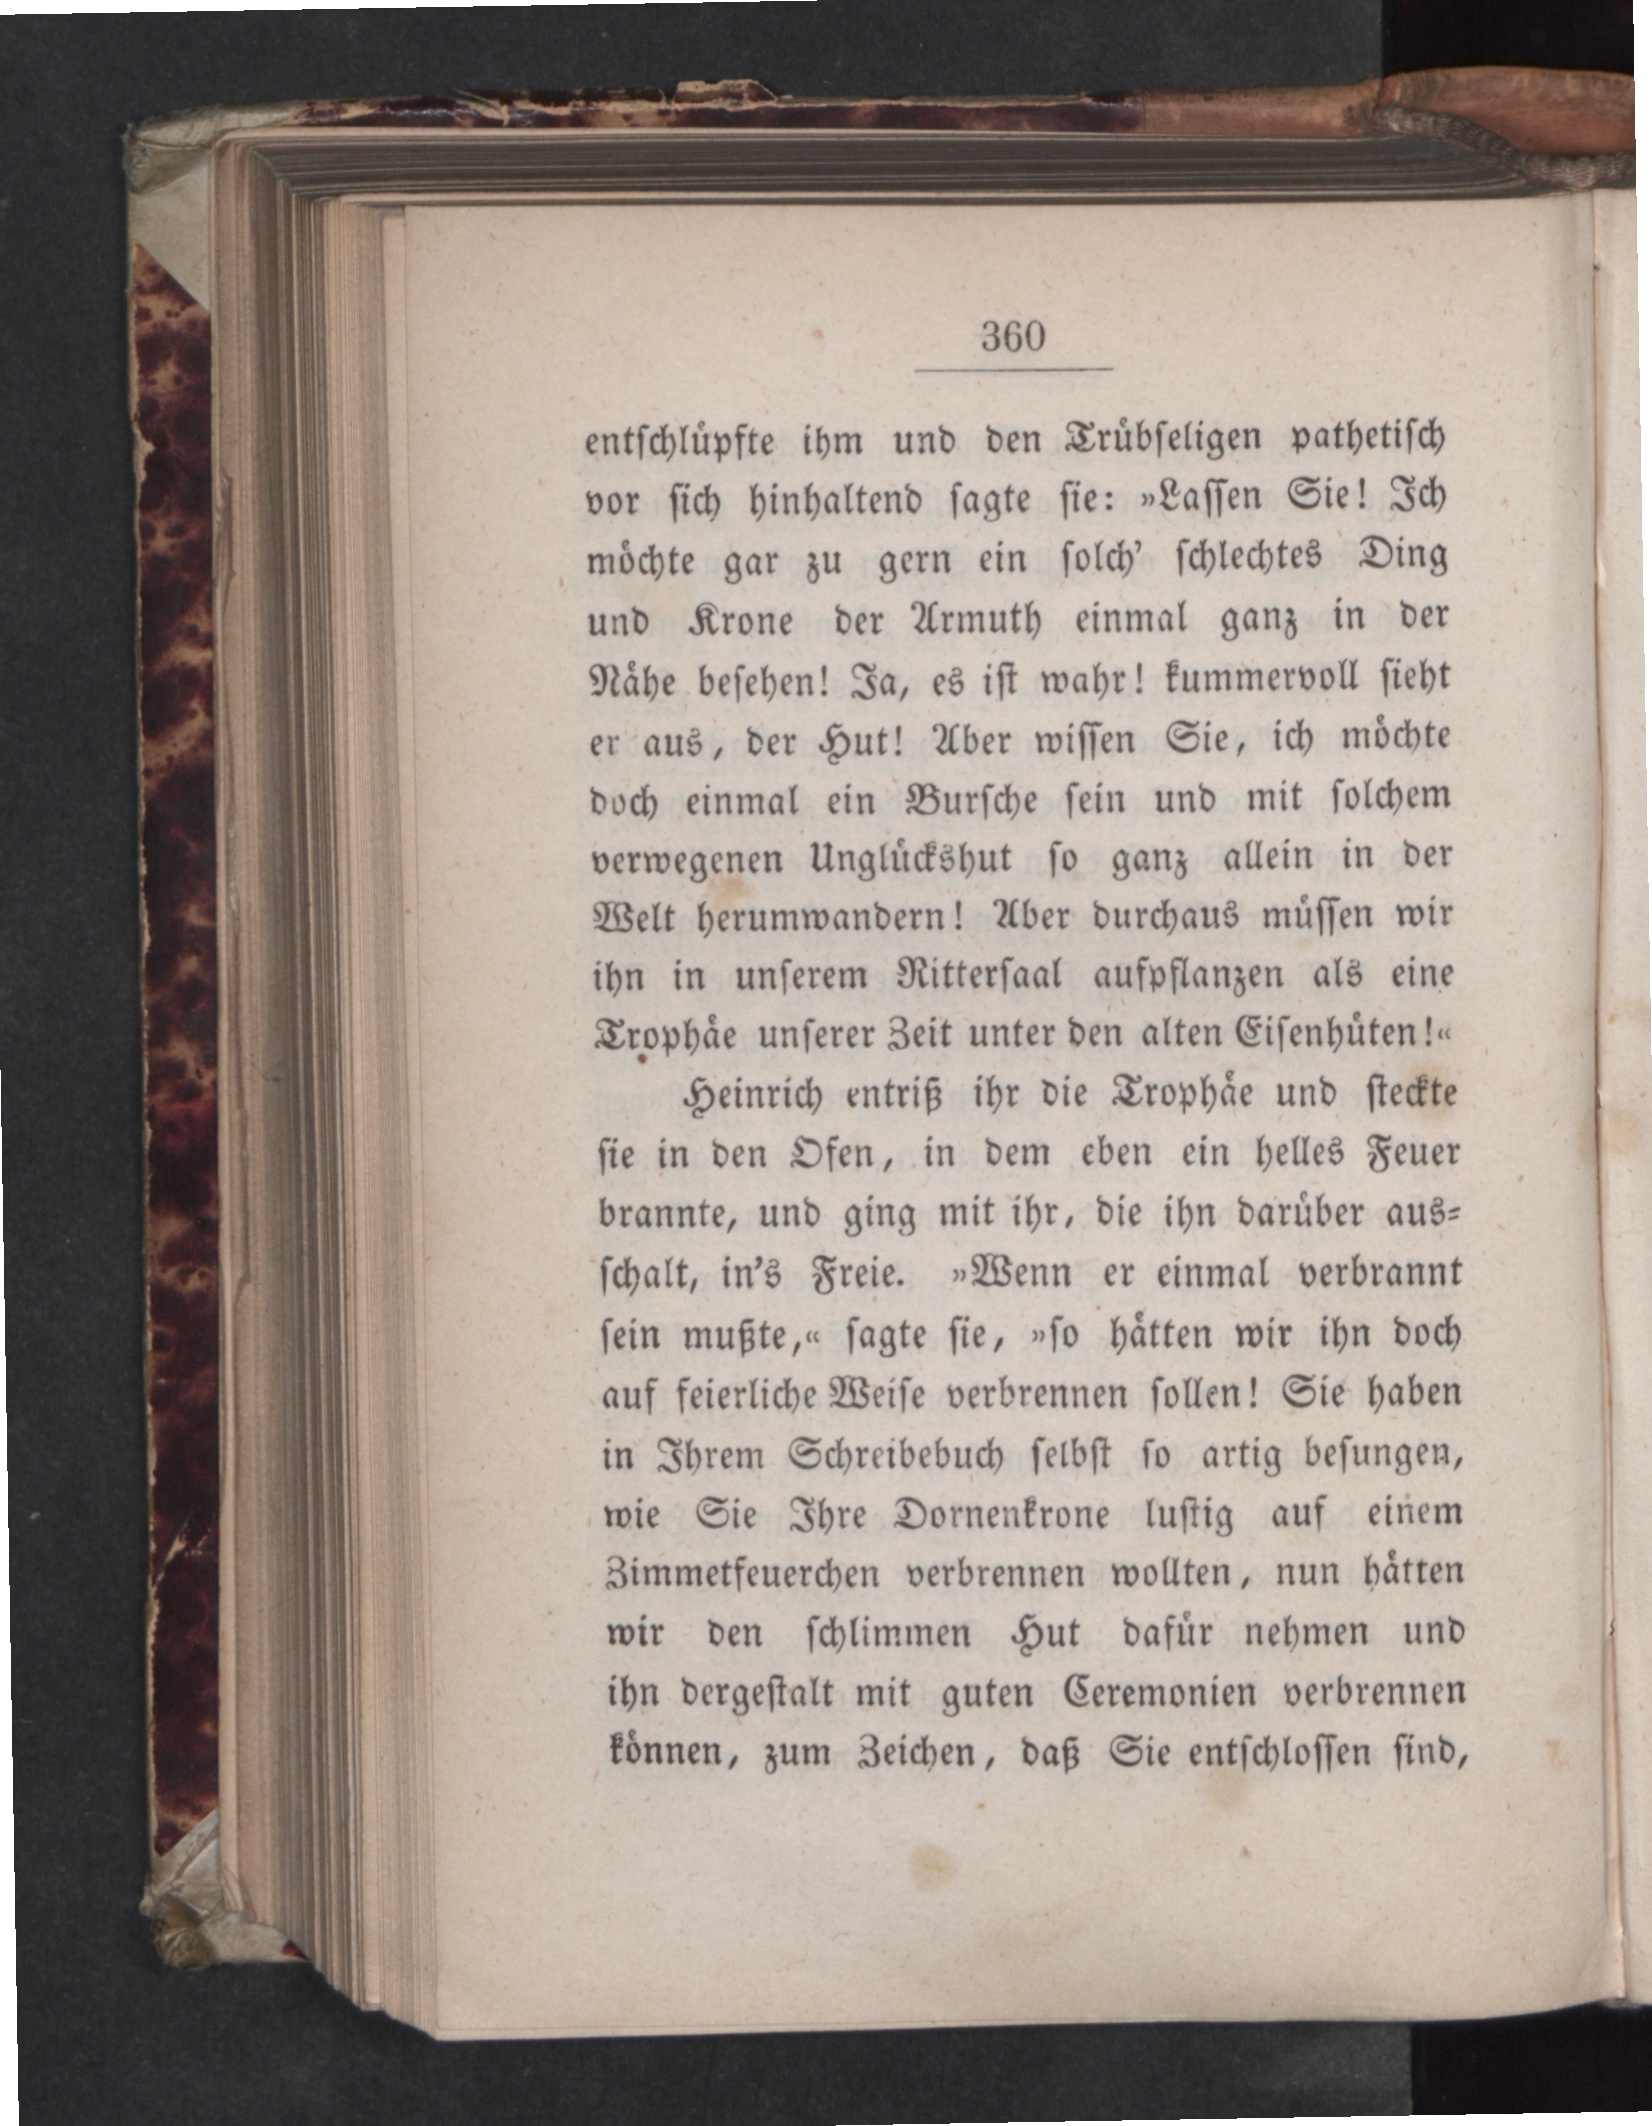 360
entſchlüpfte ihm und den Trübſeligen pathetiſch
vor ſich hinhaltend ſagte ſie: »Laſſen Sie! Ich
möchte gar zu gern ein ſolch’ ſchlechtes Ding
und Krone der Armuth einmal ganz in der
Nähe beſehen! Ja, es iſt wahr! kummervoll ſieht
er aus, der Hut! Aber wiſſen Sie, ich möchte
doch einmal ein Burſche ſein und mit ſolchem
verwegenen Unglückshut ſo ganz allein in der
Welt herumwandern! Aber durchaus müſſen wir
ihn in unſerem Ritterſaal aufpflanzen als eine
Trophäe unſerer Zeit unter den alten Eiſenhüten!«
Heinrich entriß ihr die Trophäe und ſteckte
ſie in den Ofen, in dem eben ein helles Feuer
brannte, und ging mit ihr, die ihn darüber aus⸗
ſchalt, in’s Freie. »Wenn er einmal verbrannt
ſein mußte,« ſagte ſie, »ſo hätten wir ihn doch
auf feierliche Weiſe verbrennen ſollen! Sie haben
in Ihrem Schreibebuch ſelbſt ſo artig beſungen,
wie Sie Ihre Dornenkrone luſtig auf einem
Zimmetfeuerchen verbrennen wollten, nun hätten
wir den ſchlimmen Hut dafür nehmen und
ihn dergeſtalt mit guten Ceremonien verbrennen
können, zum Zeichen, daß Sie entſchloſſen ſind,